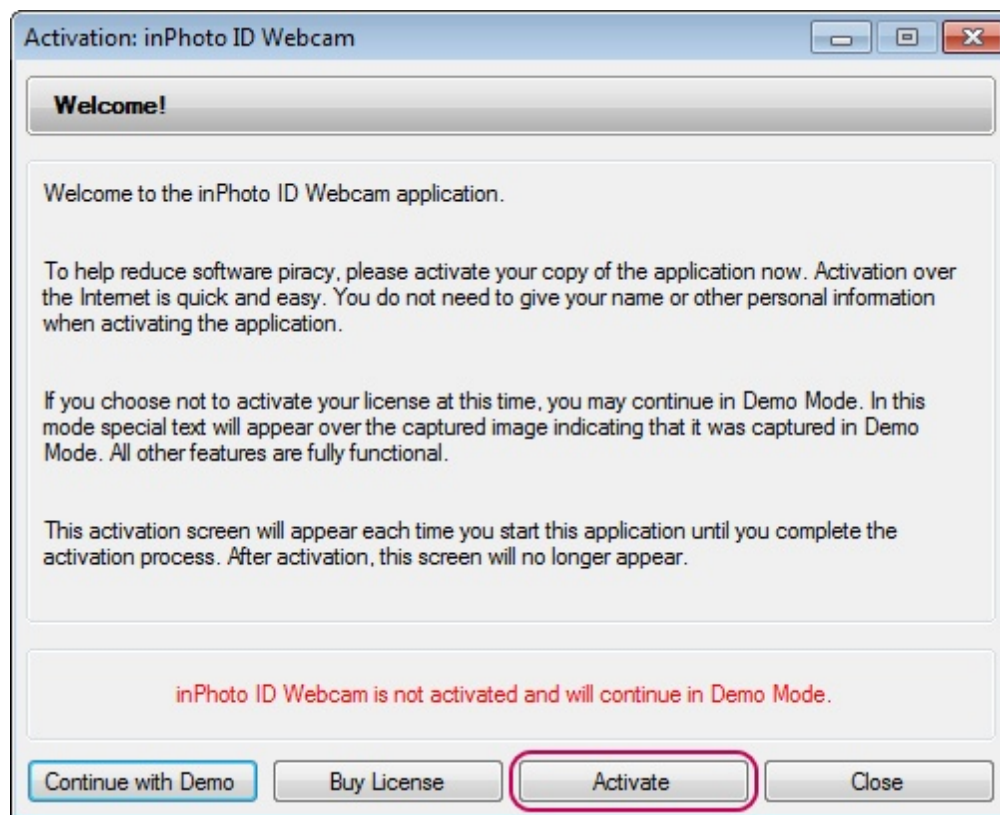 Activation: inPhoto ID Webcam
Welcome!
Welcome to the inPhoto ID Webcam application.
To help reduce software piracy, please activate your copy of the application now. Activation over
the Internet is quick and easy. You do not need to give your name or other personal information
when activating the application.
If you choose not to activate your license at this time, you may continue in Demo Mode. In this
mode special text will appear over the captured image indicating that it was captured in Demo
Mode. All other features are fully functional.
This activation screen will appear each time you start this application until you complete the
activation process. After activation, this screen will no longer appear.
inPhoto ID Webcam is not activated and will continue in Demo Mode.
Continue with Demo
Buy License
Activate
Close